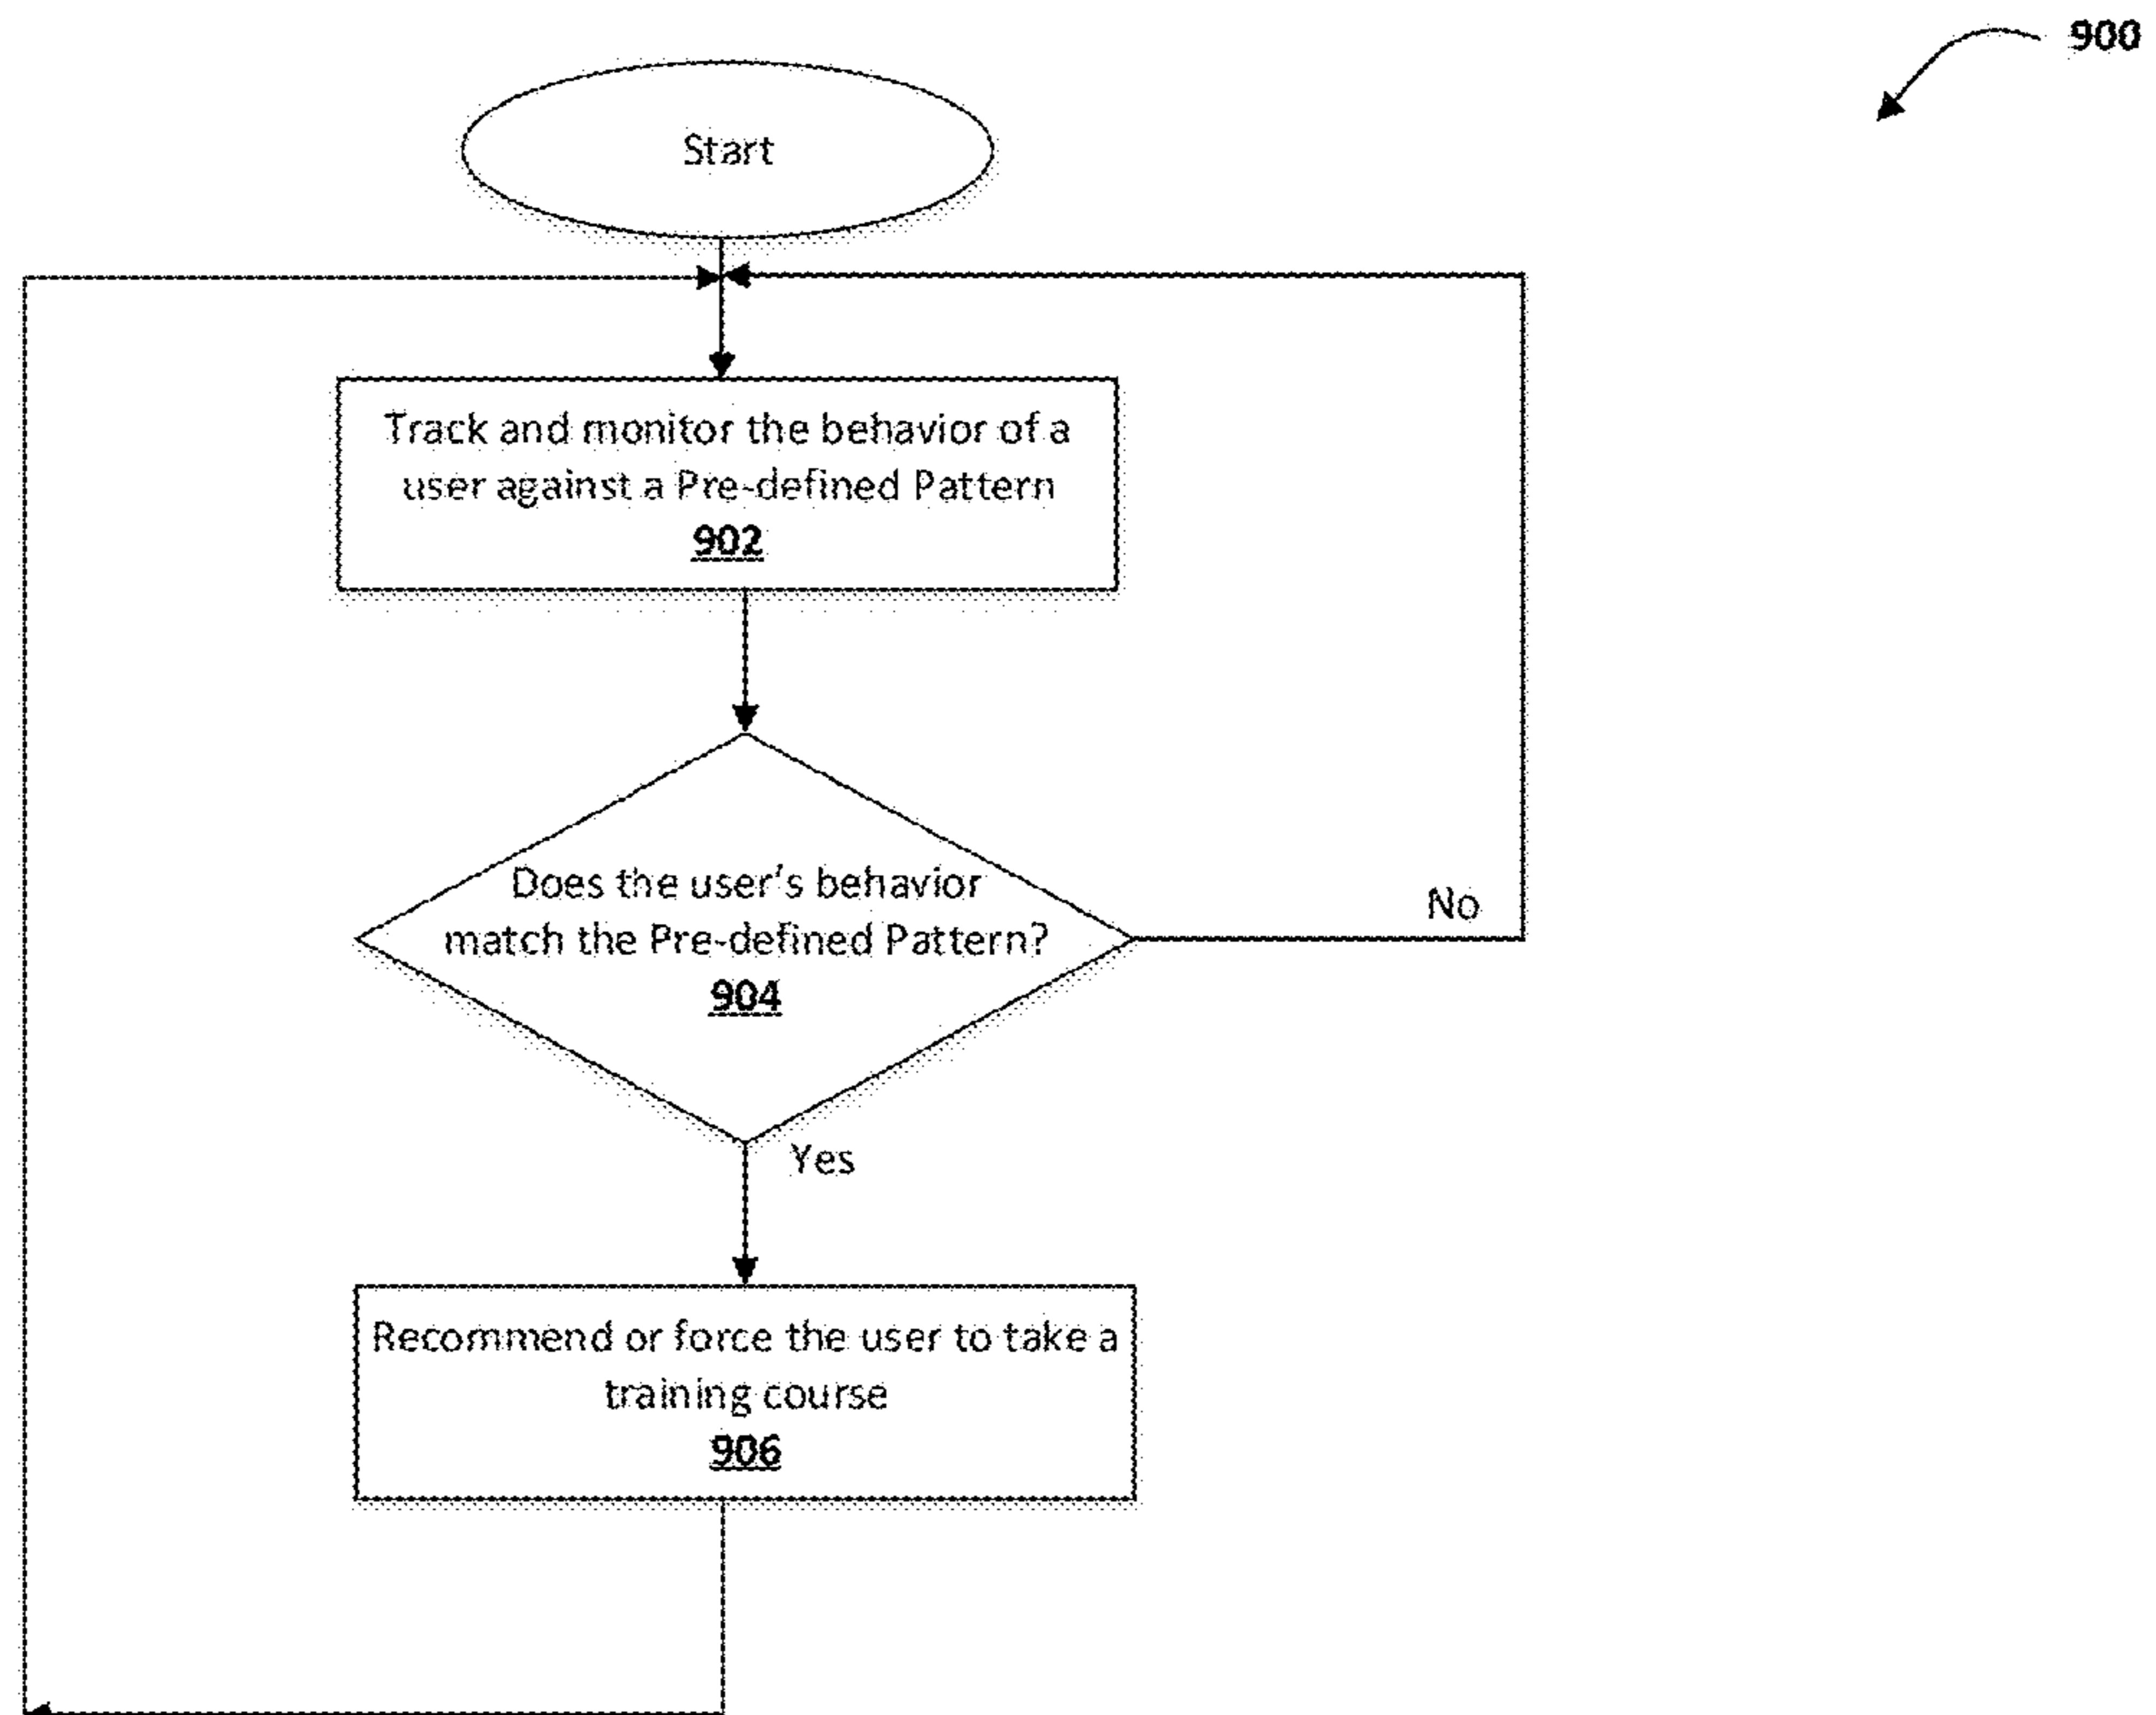 900
Start
Track and monitor the behavior of a
user against a Pre-defined Pattern
902
Does the user's behavior
match the Pre-defined Pattern?
904
No
Yes
Recommend or force the user to take a
training course
906